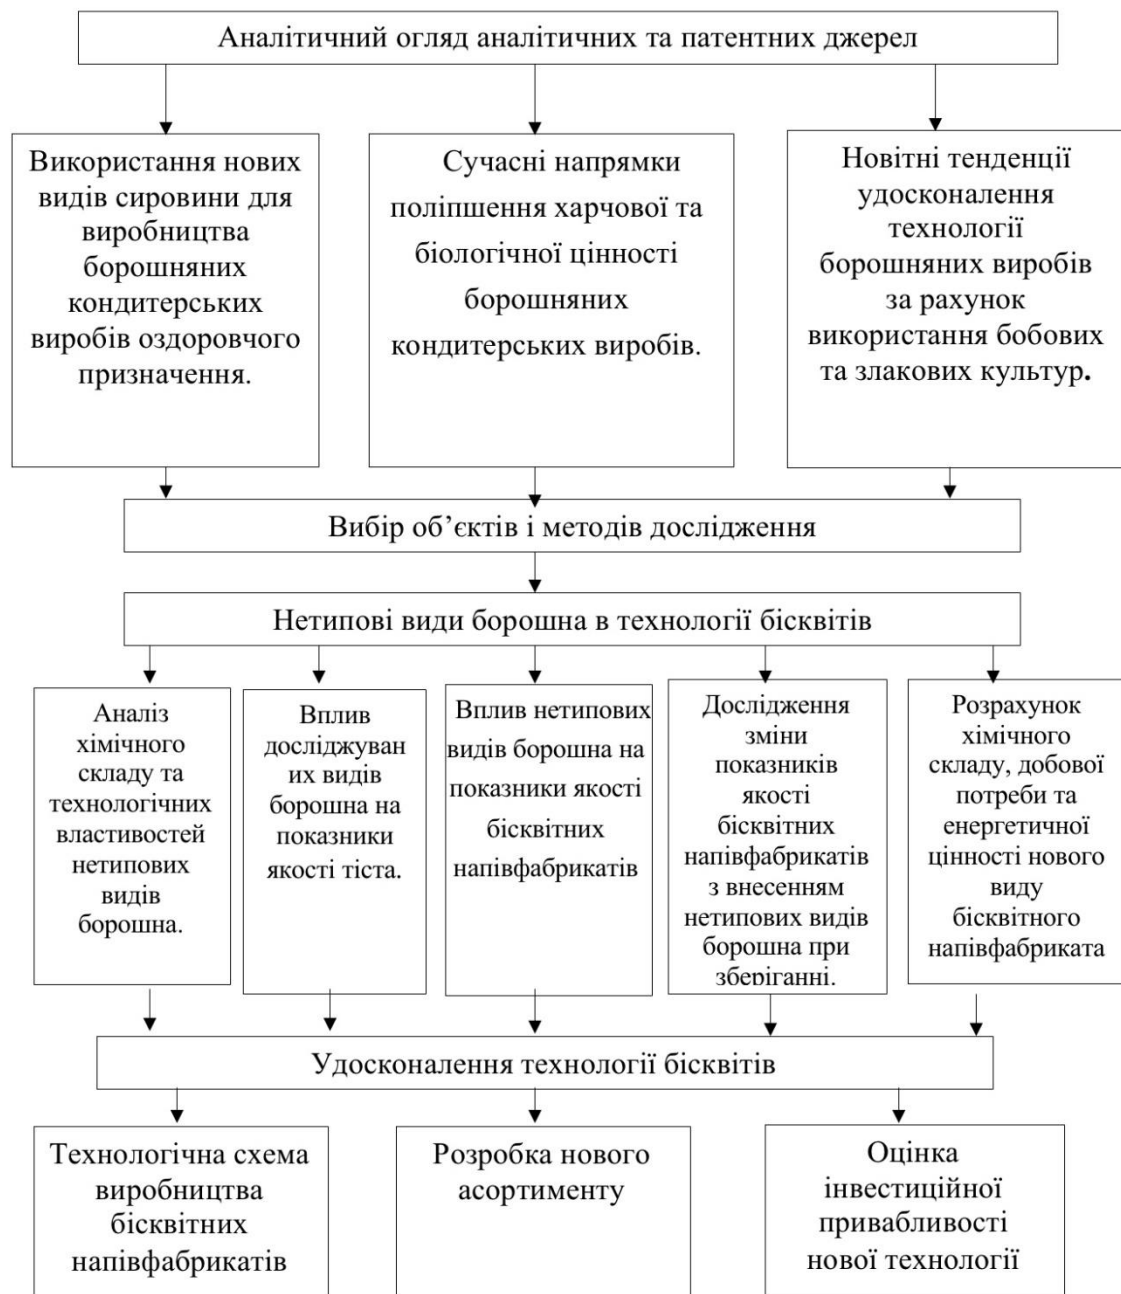 Аналітичний огляд аналітичних та патентних джерел
Використання нових
видів сировини для
виробництва
борошняних
кондитерських
виробів оздоровчого
призначення.
Сучасні напрямки
поліпшення харчової та
біологічної цінності
борошняних
кондитерських виробів.
Новітні тенденції
удосконалення
технології
борошняних виробів
за рахунок
використання бобових
та злакових культур.
Вибір об’єктів і методів дослідження
Нетипові види борошна в технології бісквітів
Аналіз
хімічного
складу та
технологічних
властивостей
нетипових
видів
борошна.
Вплив
досліджуван
их видів
борошна на
показники
якості тіста.
Вплив нетипових
видів борошна на
показники якості
бісквітних
напівфабрикатів
Дослідження
зміни
показників
якості
бісквітних
напівфабрикатів
з внесенням
нетипових видів
борошна при
зберіганні.
Розрахунок
хімічного
складу, добової
потреби та
енергетичної
цінності нового
виду
бісквітного
напівфабриката
Удосконалення технології бісквітів
Технологічна схема
виробництва
бісквітних
напівфабрикатів
Розробка нового
асортименту
Оцінка
інвестиційної
привабливості
нової технології